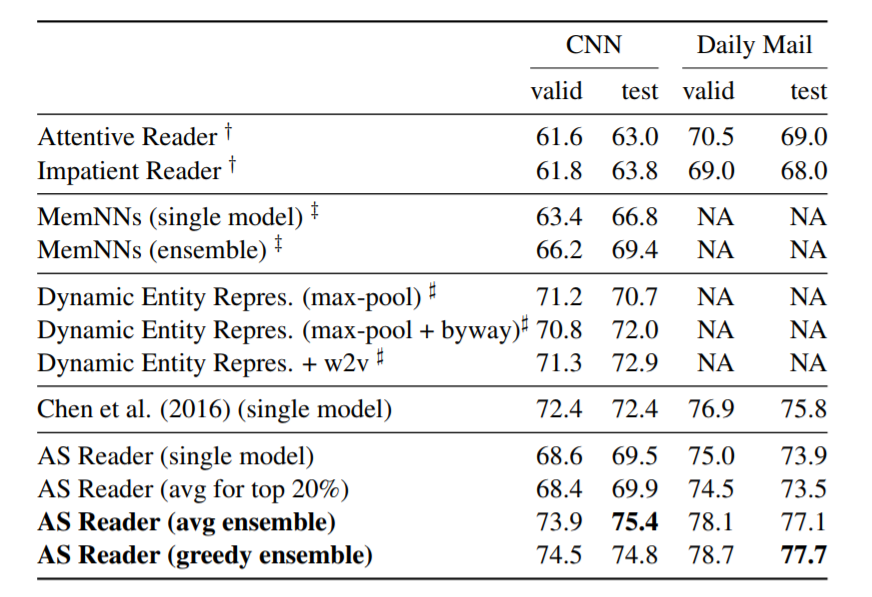 CNN Daily Mail
valid test valid test
Attentive Reader † 61.6 63.0 70.5 69.0
Impatient Reader † 61.8 63.8 69.0 68.0
MemNNs (single model) ‡ 63.4 66.8 NA NA
MemNNs (ensemble) ‡ 66.2 69.4 NA NA
Dynamic Entity Repres. (max-pool) ♯ 71.2 70.7 NA NA
Dynamic Entity Repres. (max-pool + byway)♯ 70.8 72.0 NA NA
Dynamic Entity Repres. + w2v ♯ 71.3 72.9 NA NA
Chen et al. (2016) (single model) 72.4 72.4 76.9 75.8
AS Reader (single model) 68.6 69.5 75.0 73.9
AS Reader (avg for top 20%) 68.4 69.9 74.5 73.5
AS Reader (avg ensemble) 73.9 75.4 78.1 77.1
AS Reader (greedy ensemble) 74.5 74.8 78.7 77.7